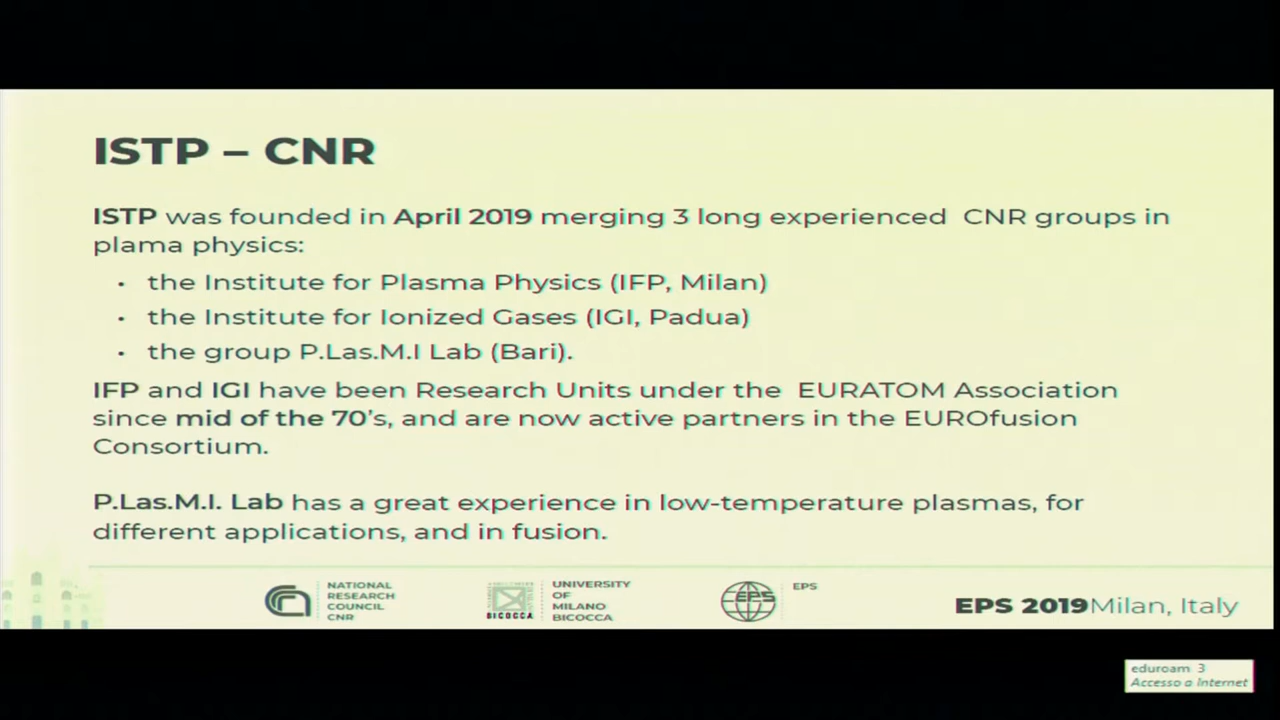 ISTP – CNR
ISTP was founded in April 2019 merging 3 long experienced CNR groups in
plama physics:
• the Institute for Plasma Physics (IFP, Milan)
• the Institute for Ionized Gases (IGI, Padua)
• the group P.Las.M.I Lab (Bari).
IFP and IGI have been Research Units under the EURATOM Association
since mid of the 70's, and are now active partners in the EUROfusion
Consortium.
P.Las.M.I. Lab has a great experience in low-temperature plasmas, for
different applications, and in fusion.
NATIONAL
RESEARCH
COUNCIL
CNR
BICOCCA
UNIVERSITY
OF
MILANO
BICOCCA
EPS
EPS
EPS 2019 Milan, Italy
eduroam 3
Accesso a Internet